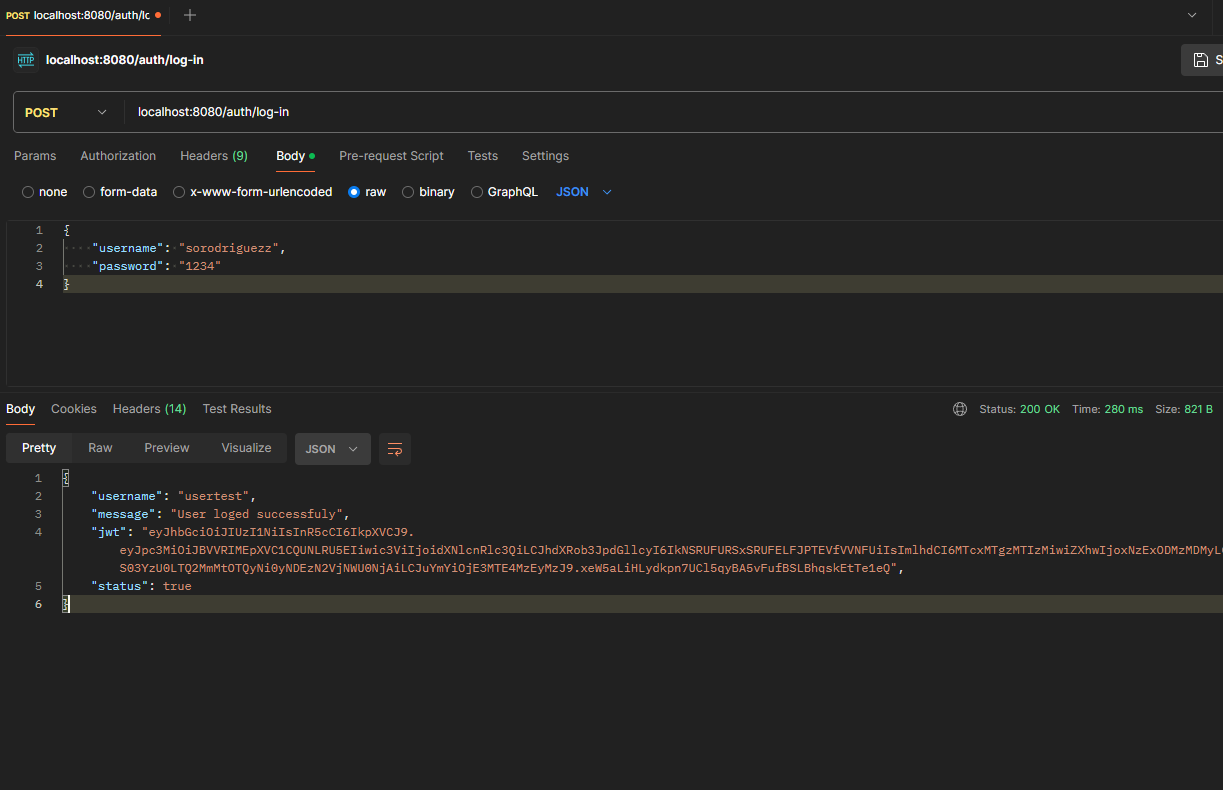 POST localhost:8080/auth/lc
HTTP localhost:8080/auth/log-in
S
POST localhost:8080/auth/log-in
Params Authorization Headers (9) Body Pre-request Script Tests Settings
none form-data x-www-form-urlencoded raw binary GraphQL JSON
1 {
2 "username": "sorodriguezz",
3 "password": "1234"
4 }
Body Cookies Headers (14) Test Results Status: 200 OK Time: 280 ms Size: 821 B
Pretty Raw Preview Visualize JSON
1 {
2 "username": "usertest",
3 "message": "User loged successfuly",
4 "jwt": "eyJhbGciOiJIUzI1NiIsInR5cCI6IkpXVCJ9.
eyJpc3MiOiJBVVRIMEpXVC1CQUNLRU5EIiwic3ViIjoidXNlcnRlc3QiLCJhdXRob3JpdGllcyI6IkNSRUFURSxSRUFELFJPTEVfVVNFUiIsImlhdCI6MTcxMTgzMTIzMiwiZXhwIjoxNzExODMzMDMyL
S03YzU0LTQ2MmMtOTQyNi0yNDEzN2VjNWU0NjAiLCJuYmYiOjE3MTE4MzEyMzJ9.xeW5aLiHLydkpn7UCl5qyBA5vFufBSLBhqskEtTe1eQ",
5 "status": true
6 }